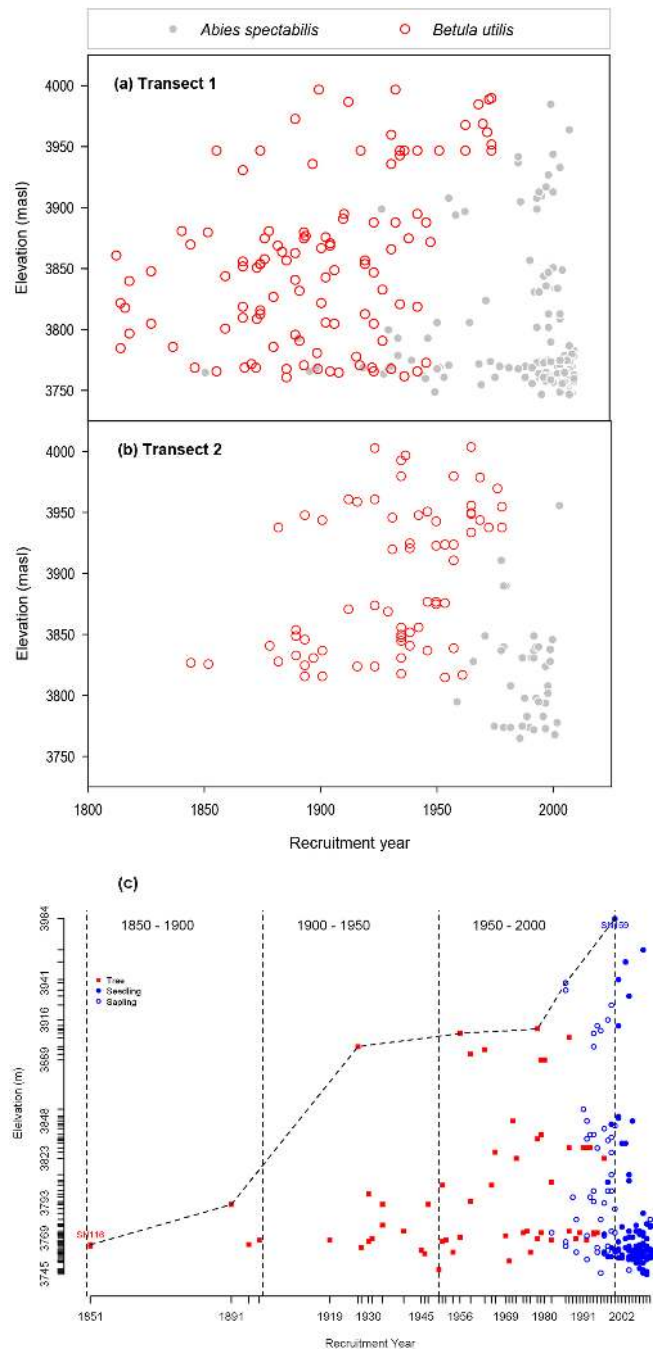 Abies spectabilis Betula utilis
(a) Transect 1
4000
3950
3900
3850
3800
3750
Elevation (masl)
(b) Transect 2
4000
3950
3900
3850
3800
3750
Elevation (masl)
1800 1850 1900 1950 2000
Recruitment year
(c)
1850 - 1900 1900 - 1950 1950 - 2000
Tree
Seedling
Sapling
3941
3916
3848
3823
3793
3769
3745
SN116
1851 1891 1919 1930 1945 1956 1969 1980 1991 2002
Recruitment Year